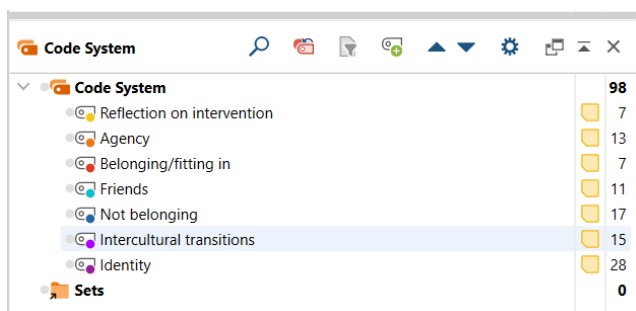 Code System
Code System 98
Reflection on intervention 7
Agency 13
Belonging/fitting in 7
Friends 11
Not belonging 17
Intercultural transitions 15
Identity 28
Sets 0